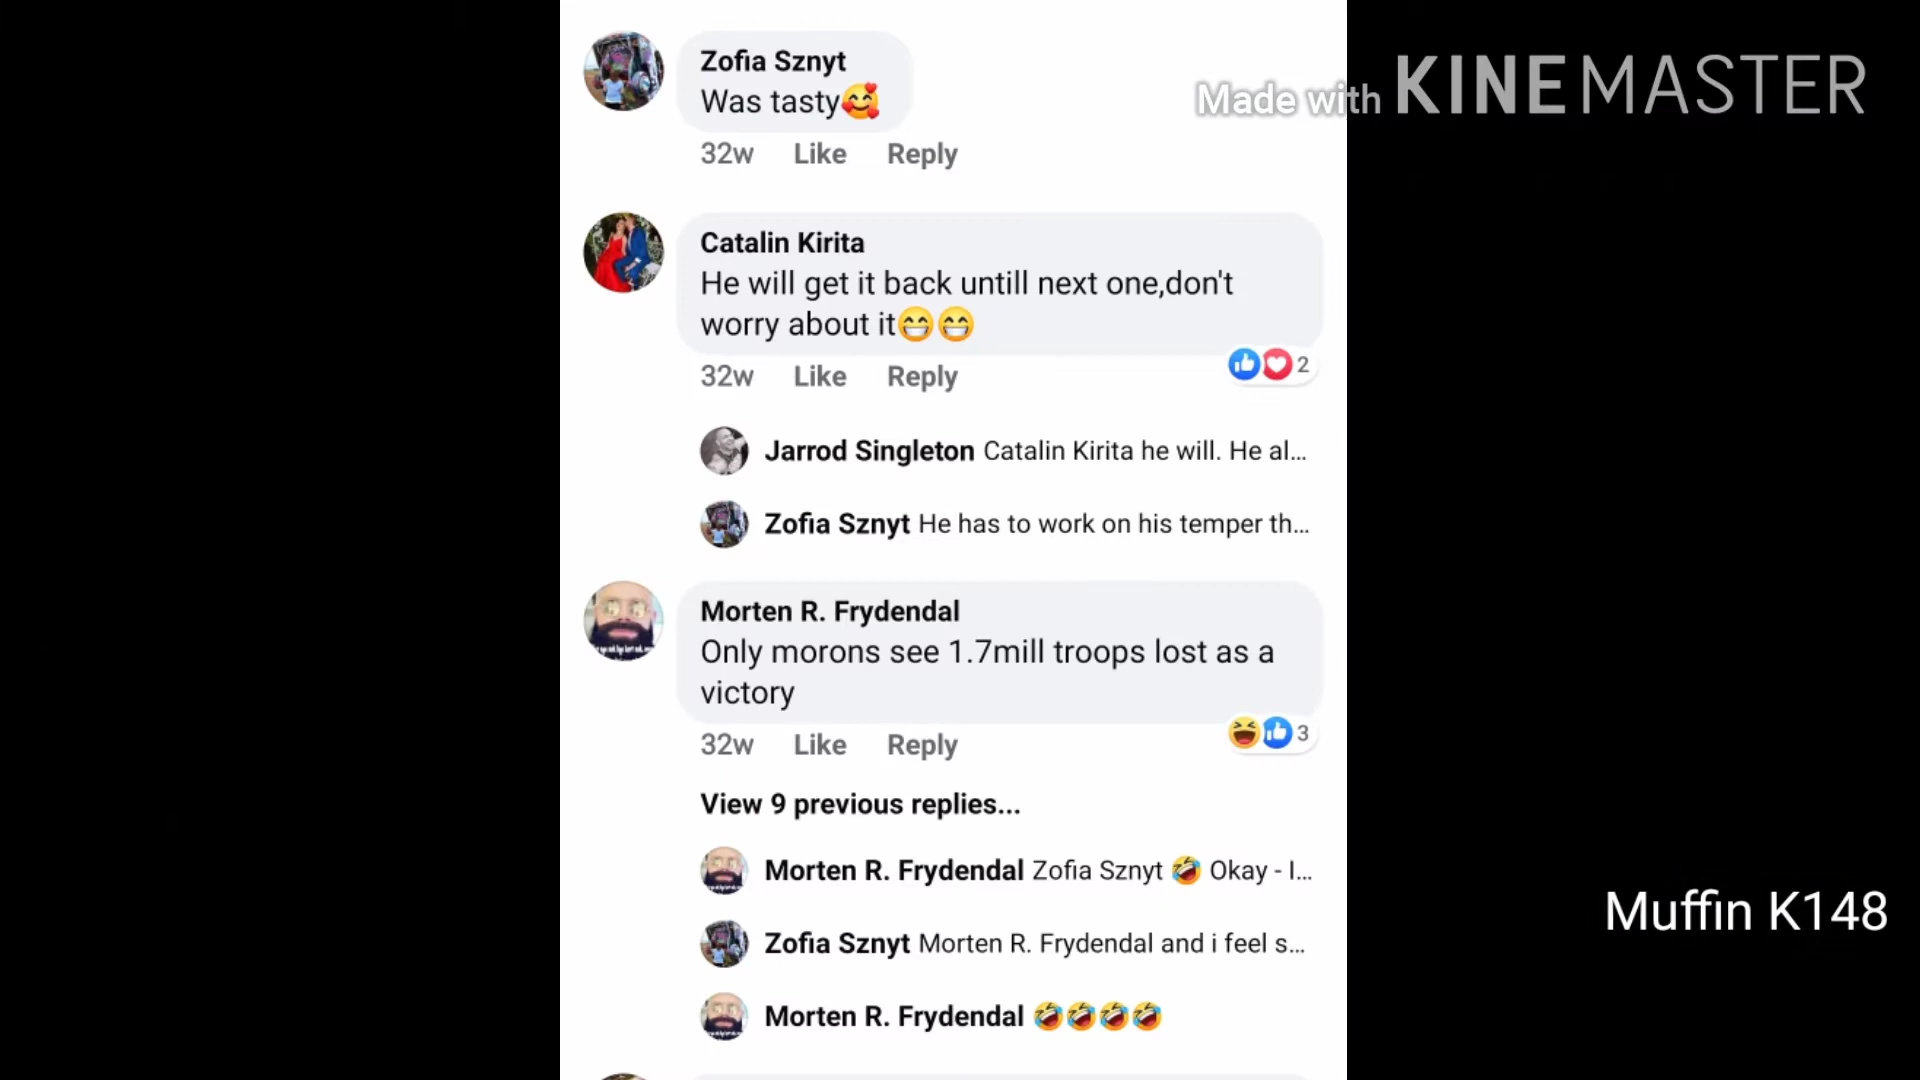 Zofia Sznyt
Was tasty🥰
32w Like Reply
Made with KINEMASTER
Catalin Kirita
He will get it back untill next one,don't
worry about it😁😁
32w Like Reply
2
Jarrod Singleton Catalin Kirita he will. He al...
Zofia Sznyt He has to work on his temper th...
Morten R. Frydendal
Only morons see 1.7mill troops lost as a
victory
32w Like Reply
3
View 9 previous replies...
Morten R. Frydendal Zofia Sznyt 🤣 Okay - I...
Zofia Sznyt Morten R. Frydendal and i feel s...
Morten R. Frydendal 🤣🤣🤣🤣
Muffin K148